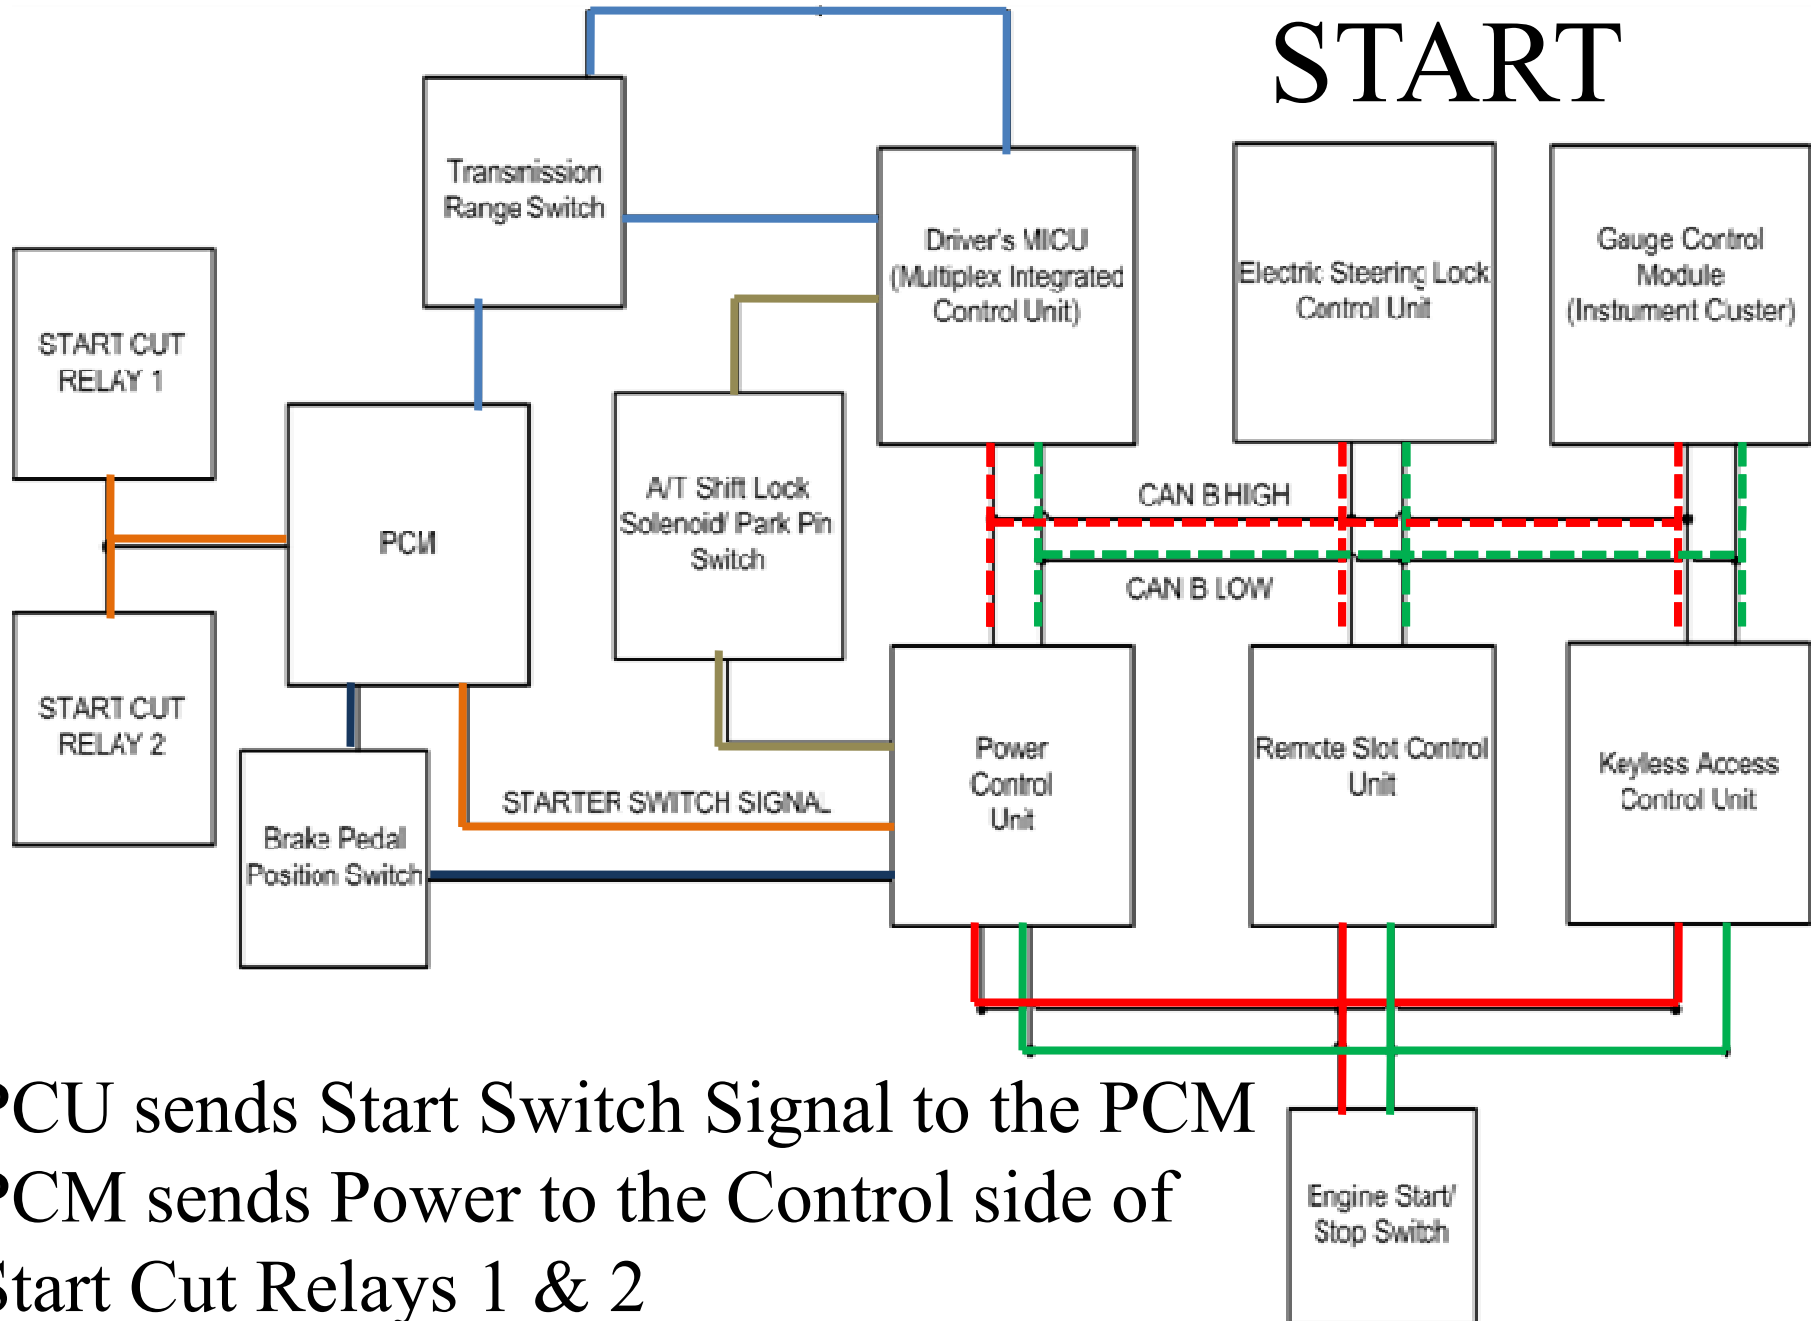 START
Transmission
Range Switch
Driver's MICU
(Multiplex Integrated
Control Unit)
Electric Steering Lock
Control Unit
Gauge Control
Module
(Instrument Custer)
START CUT
RELAY 1
PCM
A/T Shift Lock
Solenoid/ Park Pin
Switch
CAN B HIGH
CAN B LOW
START CUT
RELAY 2
Brake Pedal
Position Switch
STARTER SWITCH SIGNAL
Power
Control
Unit
Remote Slot Control
Unit
Keyless Access
Control Unit
PCU sends Start Switch Signal to the PCM
PCM sends Power to the Control side of
Start Cut Relays 1 & 2
Engine Start/
Stop Switch